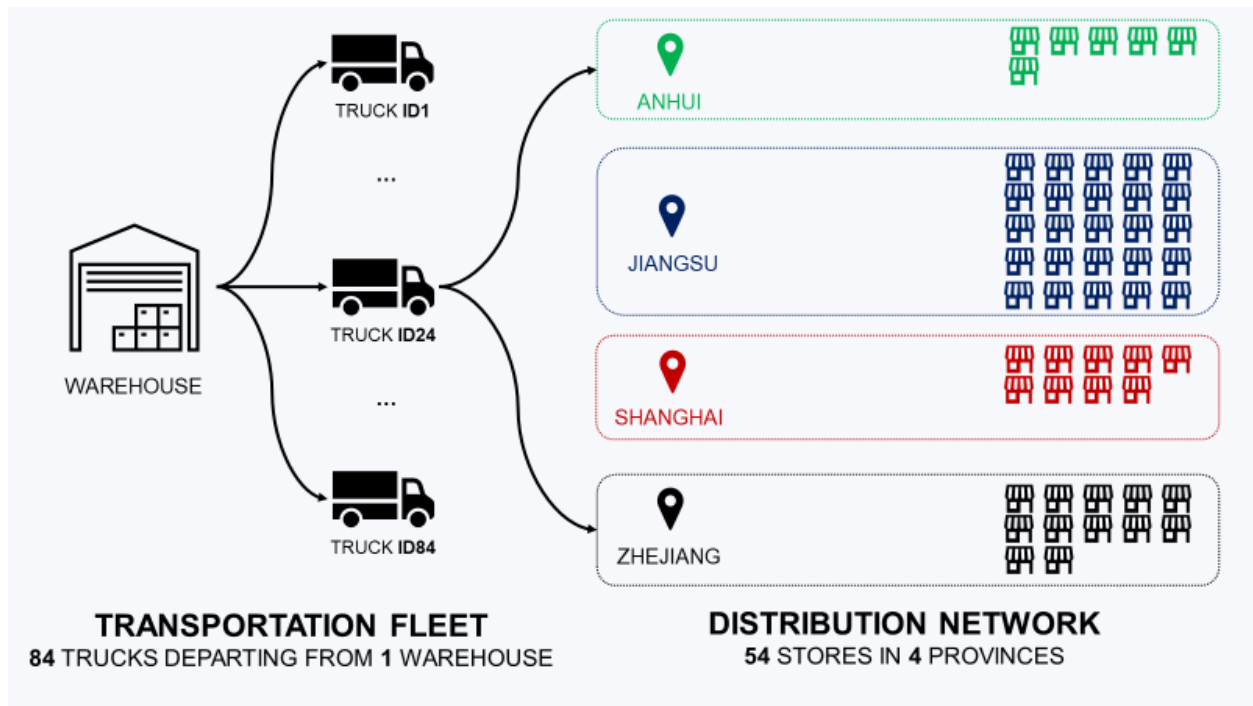 TRUCK ID1
...
WAREHOUSE
TRUCK ID24
...
TRUCK ID84
ANHUI
JIANGSU
SHANGHAI
ZHEJIANG
TRANSPORTATION FLEET
84 TRUCKS DEPARTING FROM 1 WAREHOUSE
DISTRIBUTION NETWORK
54 STORES IN 4 PROVINCES